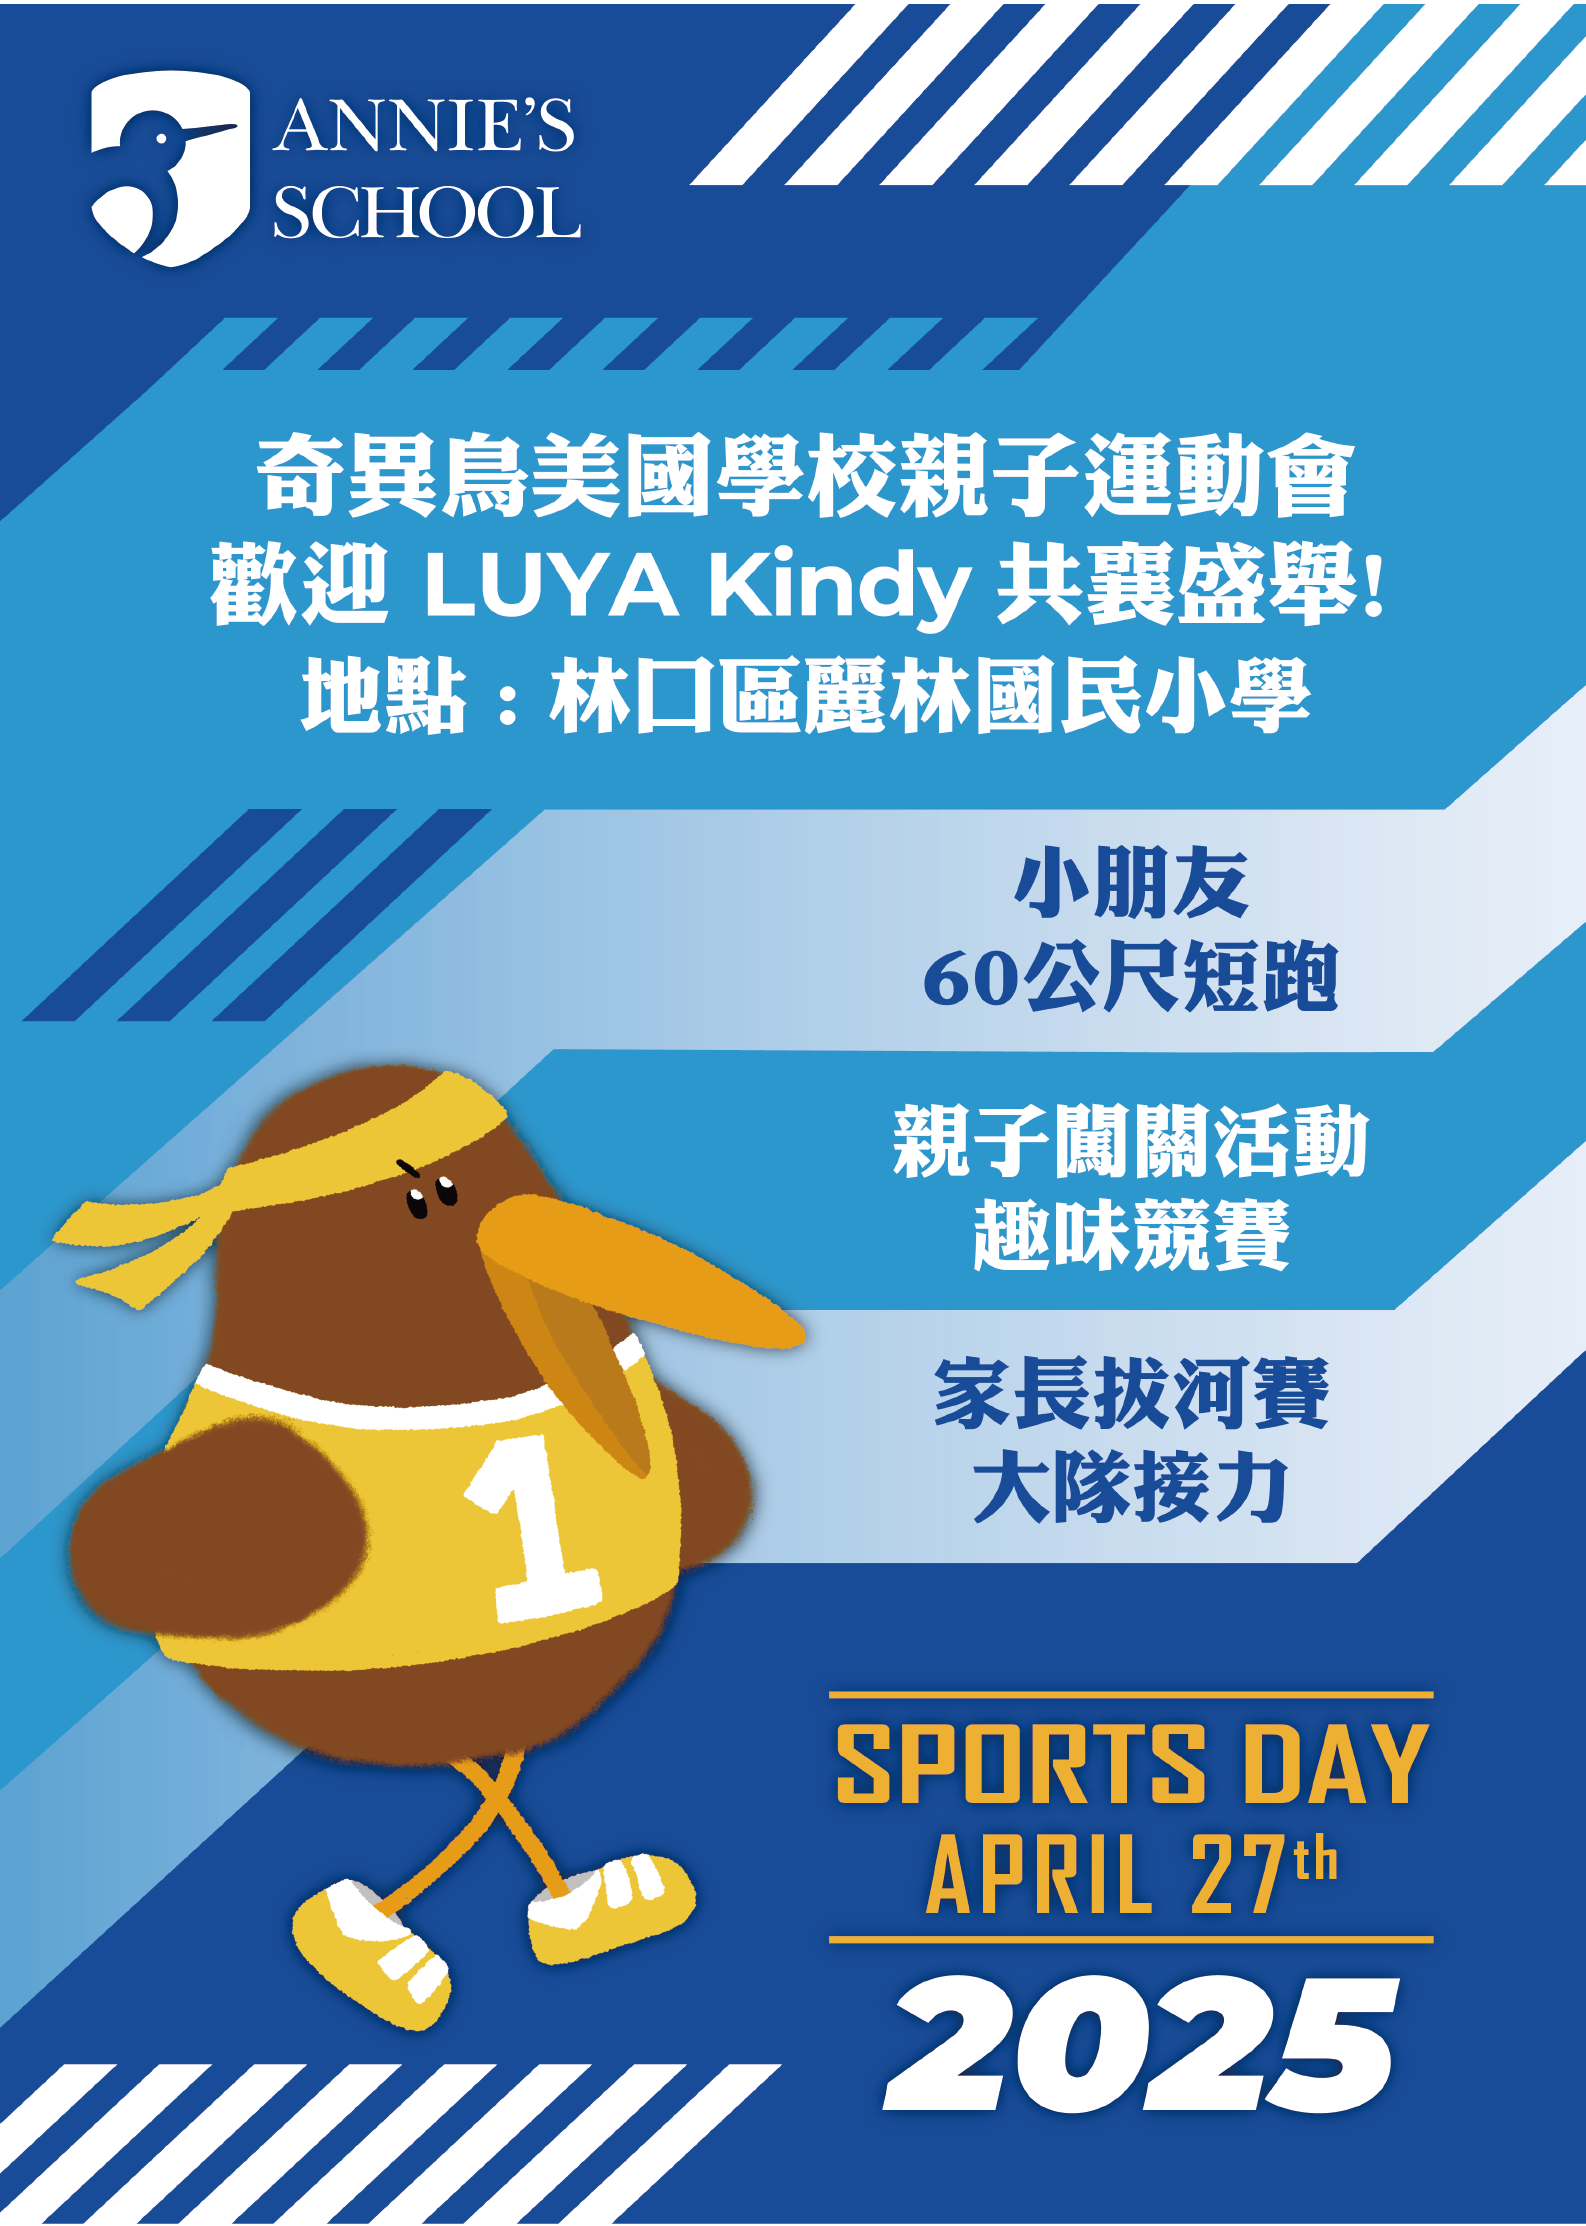 ANNIE'S
SCHOOL
奇異鳥美國學校親子運動會
歡迎 LUYA Kindy 共襄盛舉!
地點：林口區麗林國民小學
小朋友
60公尺短跑
親子闖關活動
趣味競賽
家長拔河賽
大隊接力
1
SPORTS DAY
APRIL 27th
2025